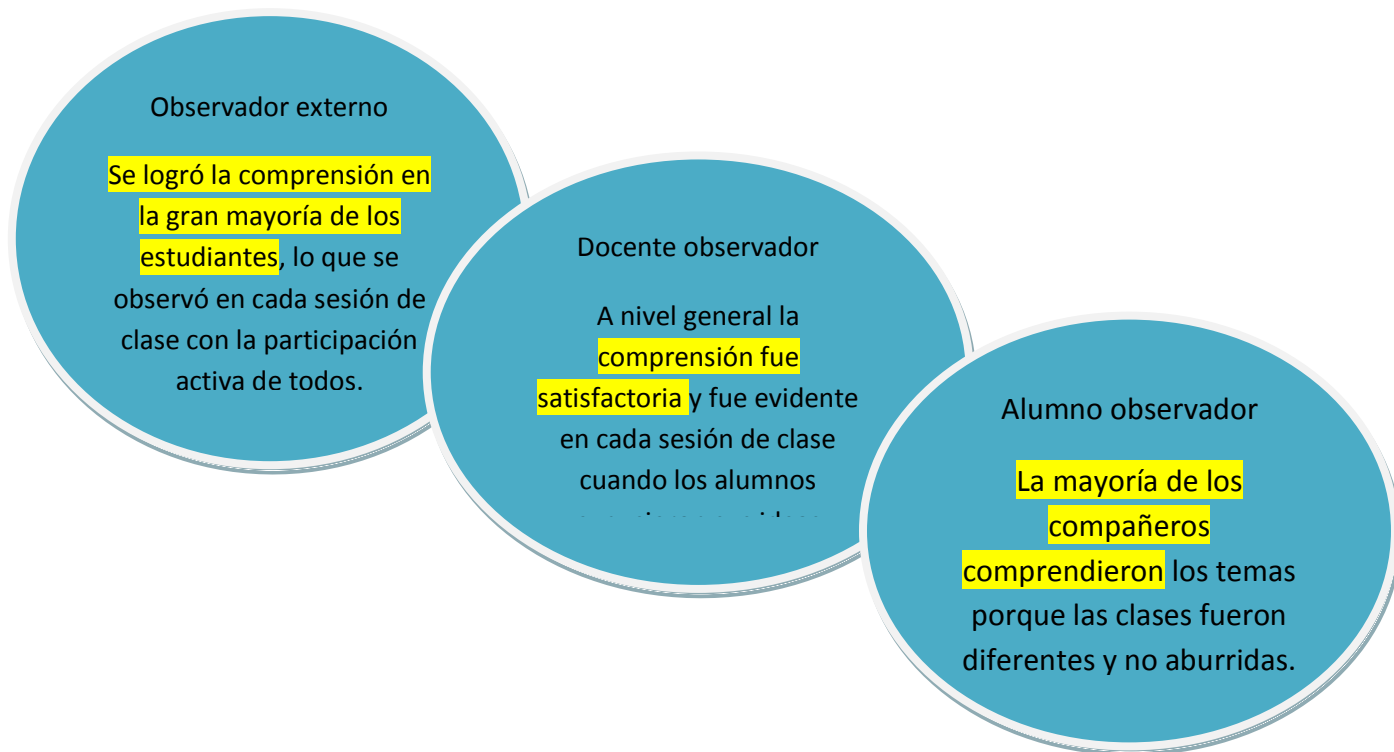 Observador externo
Se logró la comprensión en
la gran mayoría de los
estudiantes, lo que se
observó en cada sesión de
clase con la participación
activa de todos.
Docente observador
A nivel general la
comprensión fue
satisfactoria y fue evidente
en cada sesión de clase
cuando los alumnos
Alumno observador
La mayoría de los
compañeros
comprendieron los temas
porque las clases fueron
diferentes y no aburridas.